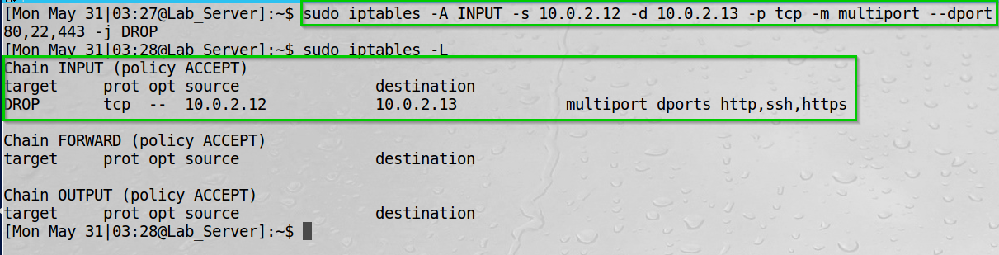 [Mon May 31|03:27@Lab_Server]:~$ sudo iptables -A INPUT -s 10.0.2.12 -d 10.0.2.13 -p tcp -m multiport --dport
80,22,443 -j DROP
[Mon May 31|03:28@Lab_Server]:~$ sudo iptables -L
Chain INPUT (policy ACCEPT)
target     prot opt source               destination
DROP       tcp  --  10.0.2.12            10.0.2.13            multiport dports http,ssh,https

Chain FORWARD (policy ACCEPT)
target     prot opt source               destination

Chain OUTPUT (policy ACCEPT)
target     prot opt source               destination
[Mon May 31|03:28@Lab_Server]:~$